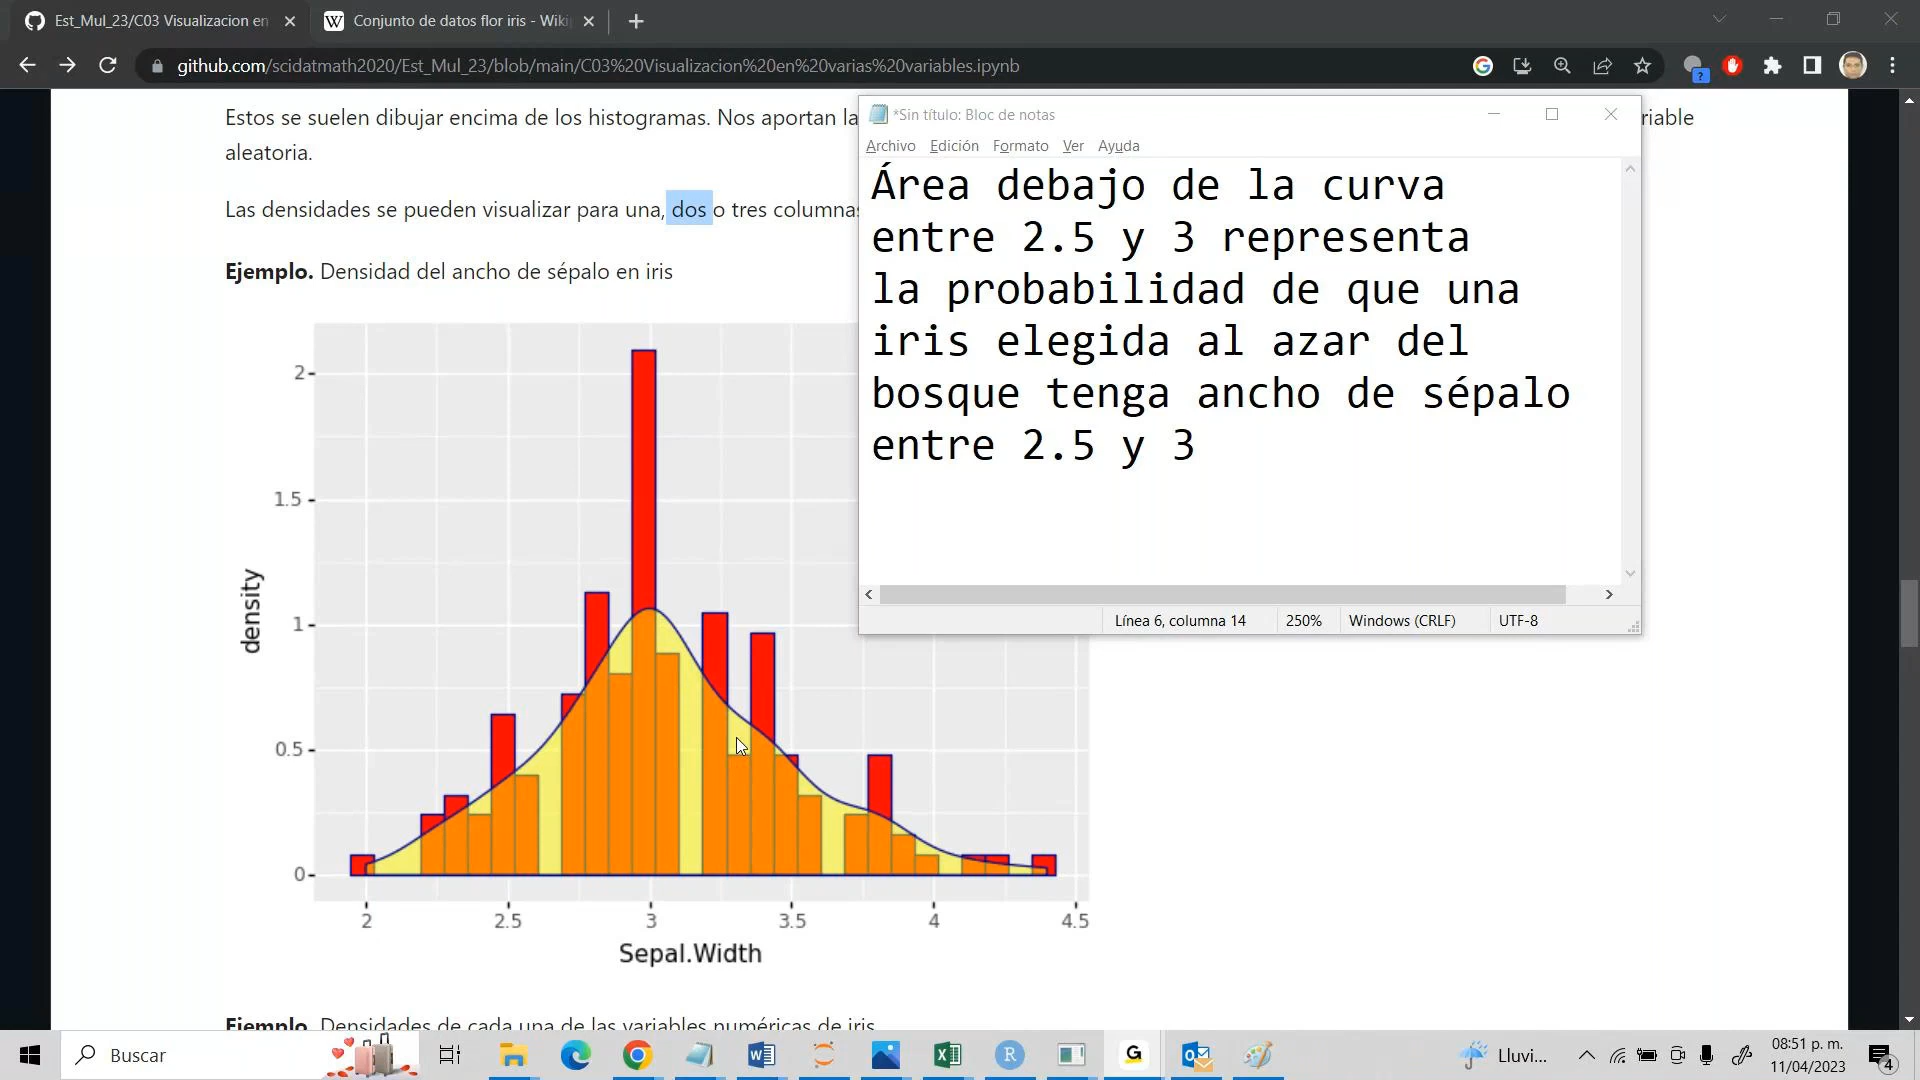 Est_Mul_23/C03 Visualizacion en
Conjunto de datos flor iris - Wiki
github.com/scidatmath2020/Est_Mul_23/blob/main/C03%20Visualizacion%20en%20varias%20variables.ipynb
Estos se suelen dibujar encima de los histogramas. Nos aportan la
riable
aleatoria.
Las densidades se pueden visualizar para una, dos o tres columnas
Ejemplo. Densidad del ancho de sépalo en iris
*Sin título: Bloc de notas
Archivo Edición Formato Ver Ayuda
Área debajo de la curva
entre 2.5 y 3 representa
la probabilidad de que una
iris elegida al azar del
bosque tenga ancho de sépalo
entre 2.5 y 3
Línea 6, columna 14 250% Windows (CRLF) UTF-8
2
1.5
1
0.5
0
density
2 2.5 3 3.5 4 4.5
Sepal.Width
Ejemplo. Densidades de cada una de las variables numéricas de iris
Buscar
Lluvi...
08:51 p. m.
11/04/2023
4